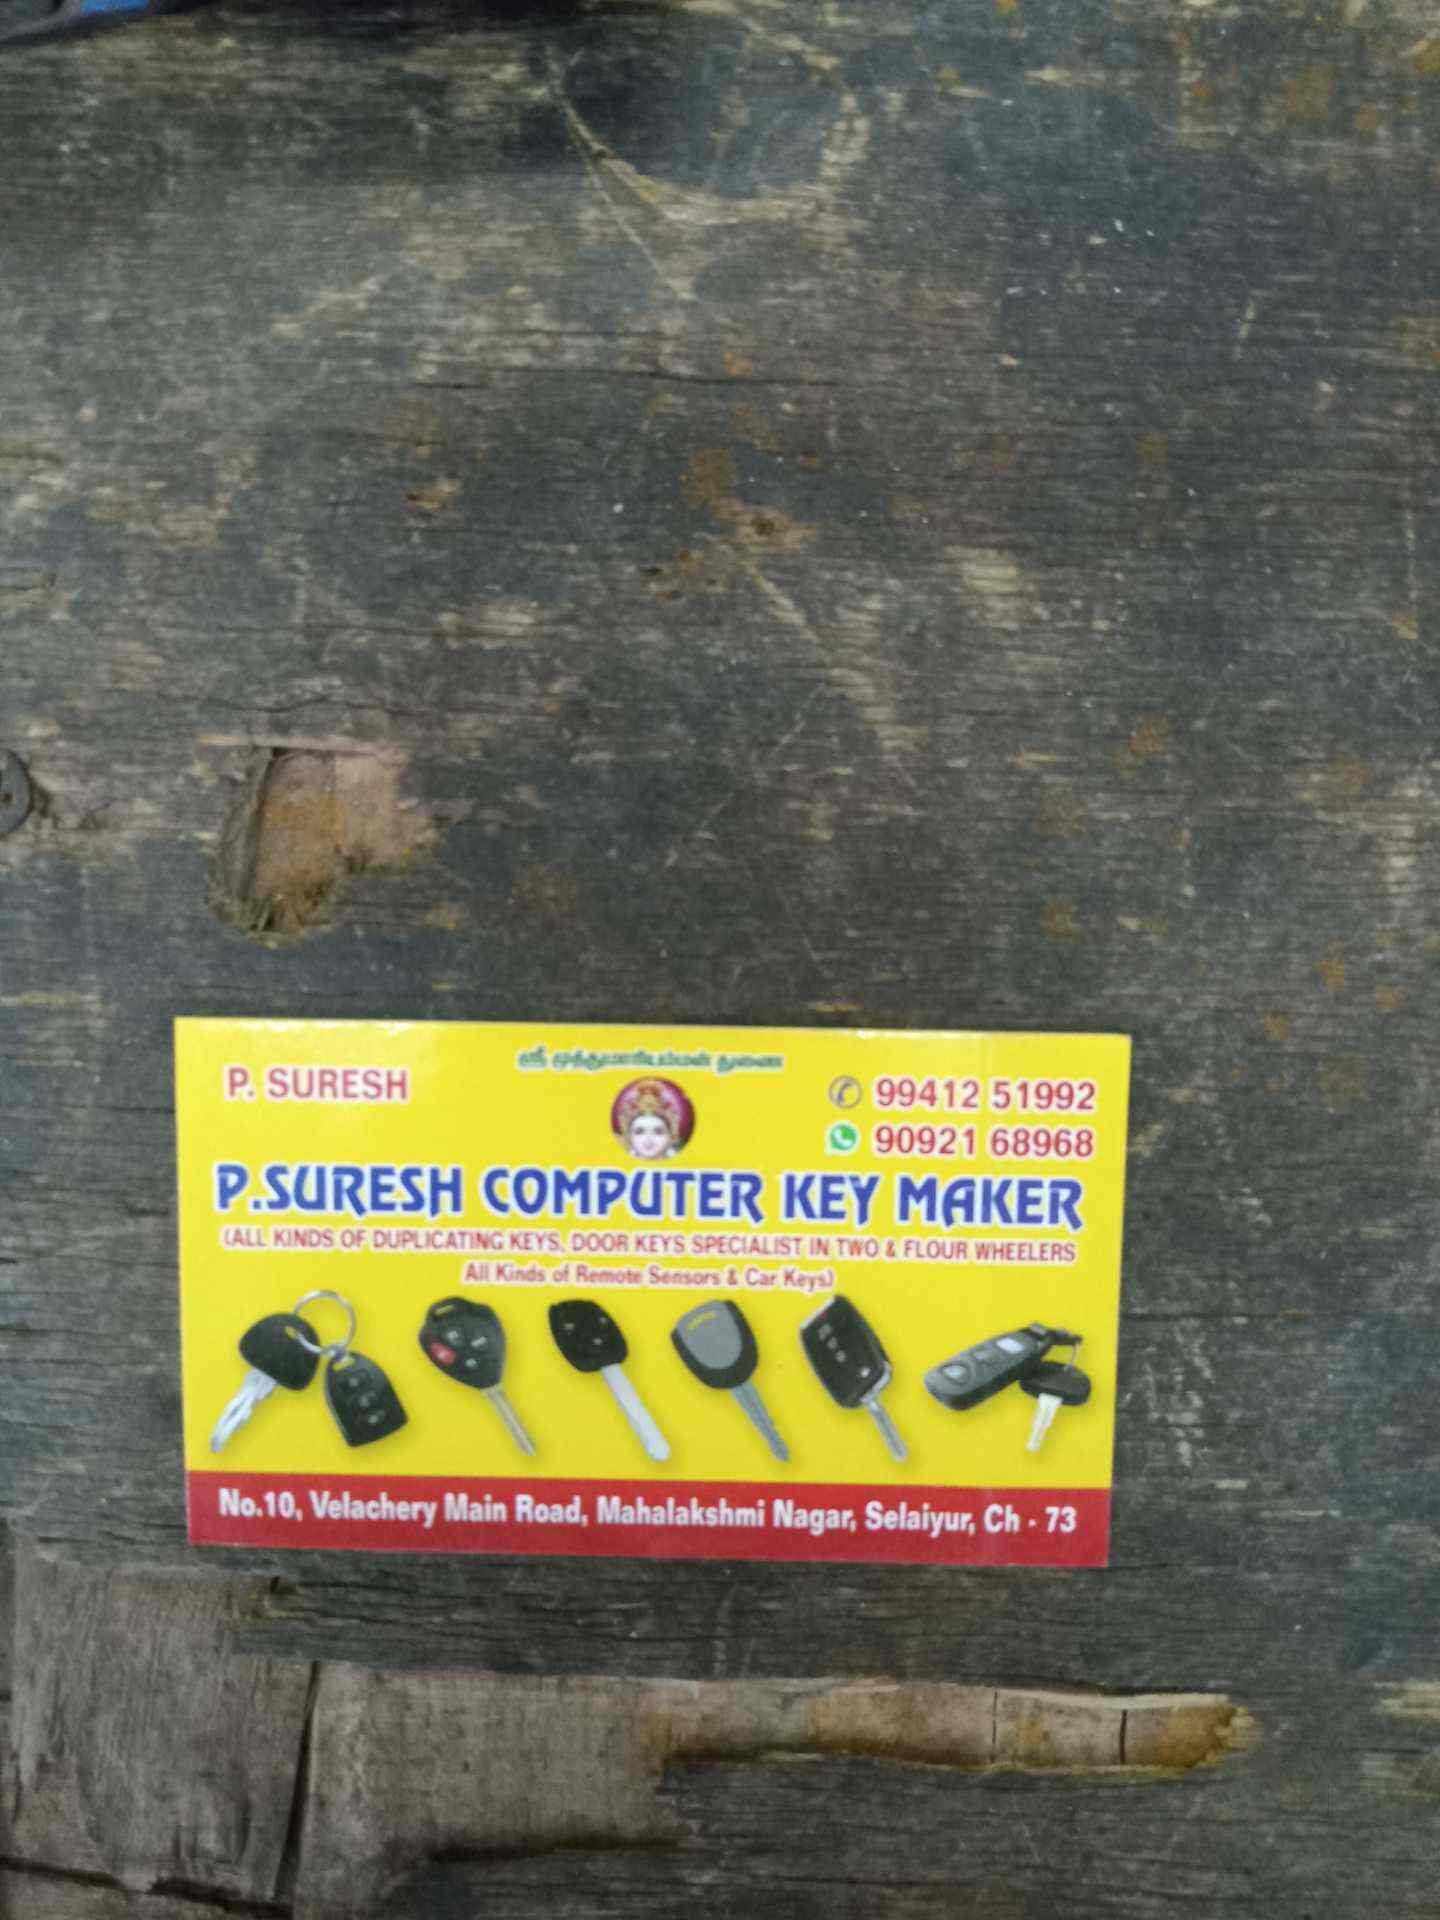 ஸ்ரீ முத்துமாரியம்மன் துணை
P. SURESH
99412 51992
90921 68968
P.SURESH COMPUTER KEY MAKER
(ALL KINDS OF DUPLICATING KEYS, DOOR KEYS SPECIALIST IN TWO & FLOUR WHEELERS
All Kinds of Remote Sensors & Car Keys)
No.10, Velachery Main Road, Mahalakshmi Nagar, Selaiyur, Ch - 73